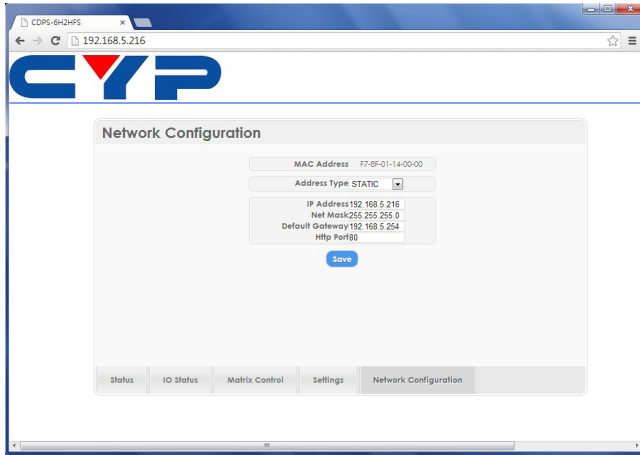 CDPS-6H2HFS
192.168.5.216
CYP
Network Configuration
MAC Address F7-8F-01-14-00-00
Address Type STATIC
IP Address 192.168.5.216
Net Mask 255.255.255.0
Default Gateway 192.168.5.254
Http Port 80
Save
Status IO Status Matrix Control Settings Network Configuration